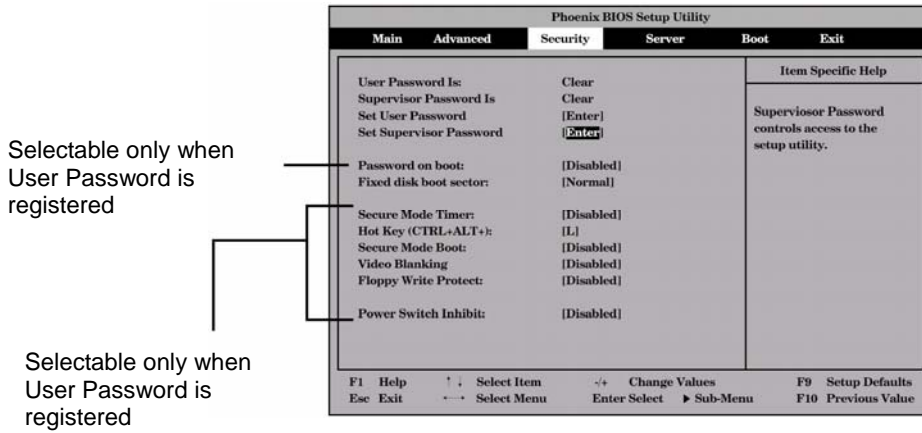 Phoenix BIOS Setup Utility
Main Advanced Security Server Boot Exit
Item Specific Help
User Password Is: Clear
Supervisor Password Is Clear
Set User Password [Enter]
Set Supervisor Password [Enter]
Superviosor Password
controls access to the
setup utility.
Password on boot: [Disabled]
Fixed disk boot sector: [Normal]
Secure Mode Timer: [Disabled]
Hot Key (CTRL+ALT+): [L]
Secure Mode Boot: [Disabled]
Video Blanking [Disabled]
Floppy Write Protect: [Disabled]
Power Switch Inhibit: [Disabled]
F1 Help ↑ ↓ Select Item -/+ Change Values F9 Setup Defaults
Esc Exit ←→ Select Menu Enter Select ▶ Sub-Menu F10 Previous Value
Selectable only when
User Password is
registered
Selectable only when
User Password is
registered